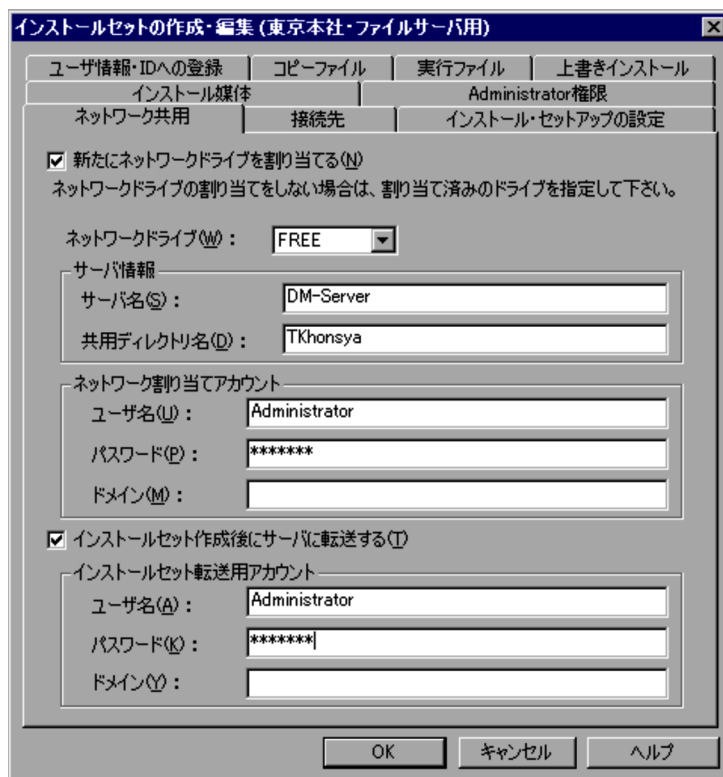 インストールセットの作成・編集 (東京本社・ファイルサーバ用)
ユーザ情報・IDへの登録 コピーファイル 実行ファイル 上書きインストール
インストール媒体 Administrator権限
ネットワーク共用 接続先 インストール・セットアップの設定
新たにネットワークドライブを割り当てる(N)
ネットワークドライブの割り当てをしない場合は、割り当て済みのドライブを指定して下さい。
ネットワークドライブ(W): FREE
サーバ情報
サーバ名(S): DM-Server
共用ディレクトリ名(D): TKhonsya
ネットワーク割り当てアカウント
ユーザ名(U): Administrator
パスワード(P): *******
ドメイン(M):
インストールセット作成後にサーバに転送する(T)
インストールセット転送用アカウント
ユーザ名(A): Administrator
パスワード(K): *******
ドメイン(Y):
OK キャンセル ヘルプ